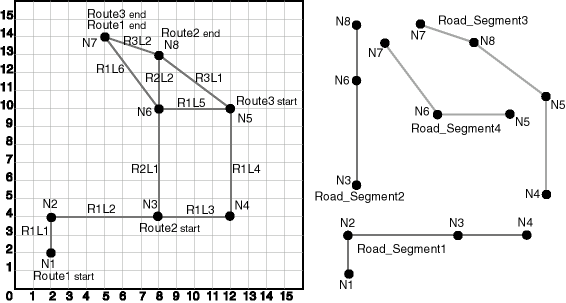 15
14
13
12
11
10
9
8
7
6
5
4
3
2
1
0
1 2 3 4 5 6 7 8 9 10 11 12 13 14 15
Route3 end
Route1 end
N7
R3L2
Route2 end
N8
R1L6
R2L2
R3L1
N6
R1L5
Route3 start
N5
R2L1
R1L4
N2
R1L2
N3
R1L3
N4
Route2 start
R1L1
N1
Route1 start
N8
N7
N7
Road_Segment3
N8
N6
N6
N5
Road_Segment4
N5
N3
Road_Segment2
N4
N2
N3
N4
Road_Segment1
N1